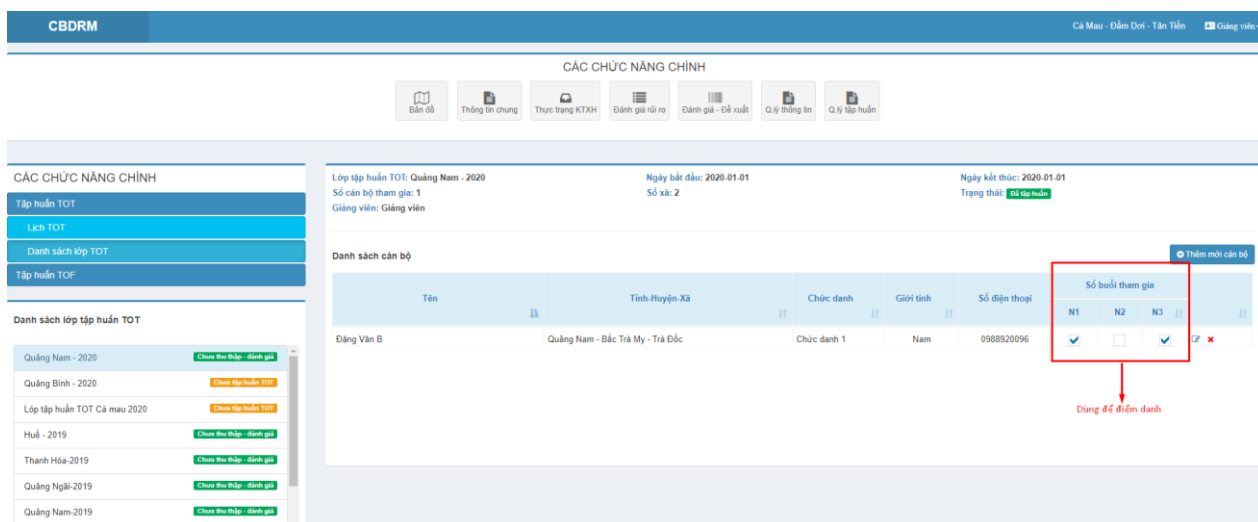 CBDRM
Cà Mau - Đầm Dơi - Tân Tiến
Giảng viên
CÁC CHỨC NĂNG CHÍNH
Bản đồ
Thông tin chung
Thực trạng KTXH
Đánh giá rủi ro
Đánh giá - Đề xuất
Q.lý thông tin
Q.lý tập huấn
CÁC CHỨC NĂNG CHÍNH
Tập huấn TOT
Lịch TOT
Danh sách lớp TOT
Tập huấn TOF
Danh sách lớp tập huấn TOT
Quảng Nam - 2020 Chưa thu thập - đánh giá
Quảng Bình - 2020 Chưa tập huấn TOT
Lớp tập huấn TOT Cà mau 2020 Chưa tập huấn TOT
Huế - 2019 Chưa thu thập - đánh giá
Thanh Hóa-2019 Chưa thu thập - đánh giá
Quảng Ngãi-2019 Chưa thu thập - đánh giá
Quảng Nam-2019 Chưa thu thập - đánh giá
Lớp tập huấn TOT: Quảng Nam - 2020
Ngày bắt đầu: 2020-01-01
Ngày kết thúc: 2020-01-01
Số cán bộ tham gia: 1
Số xã: 2
Trạng thái: Đã tập huấn
Giảng viên: Giảng viên
Danh sách cán bộ
Thêm mới cán bộ
Tên
Tỉnh-Huyện-Xã
Chức danh
Giới tính
Số điện thoại
Số buổi tham gia
N1 N2 N3
Đặng Văn B Quảng Nam - Bắc Trà My - Trà Đốc Chức danh 1 Nam 0988920096
Dùng để điểm danh